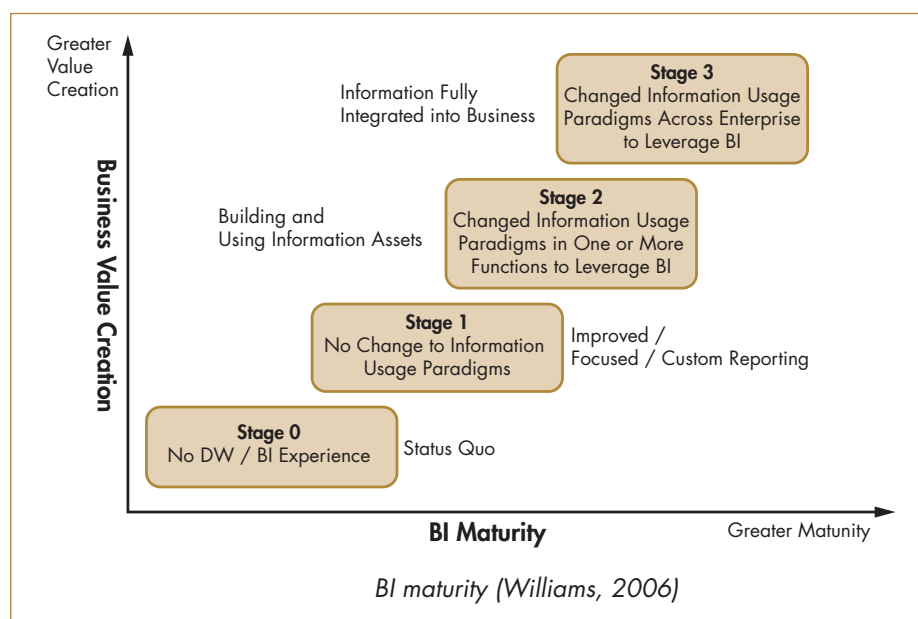 Greater
Value
Creation
Business Value Creation
Information Fully
Integrated into Business
Stage 3
Changed Information Usage
Paradigms Across Enterprise
to Leverage BI
Building and
Using Information Assets
Stage 2
Changed Information Usage
Paradigms in One or More
Functions to Leverage BI
Stage 1
No Change to Information
Usage Paradigms
Improved /
Focused / Custom Reporting
Stage 0
No DW / BI Experience
Status Quo
BI Maturity
Greater Matunity
BI maturity (Williams, 2006)